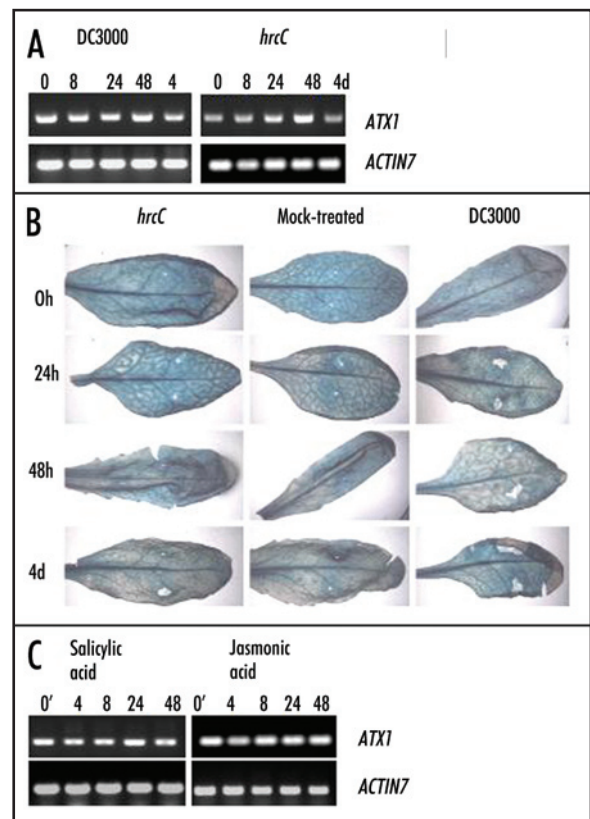 A
DC3000 hrcC
0 8 24 48 4 0 8 24 48 4d
ATX1
ACTIN7
B
hrcC Mock-treated DC3000
0h
24h
48h
4d
C
Salicylic acid
Jasmonic acid
0' 4 8 24 48 0' 4 8 24 48
ATX1
ACTIN7